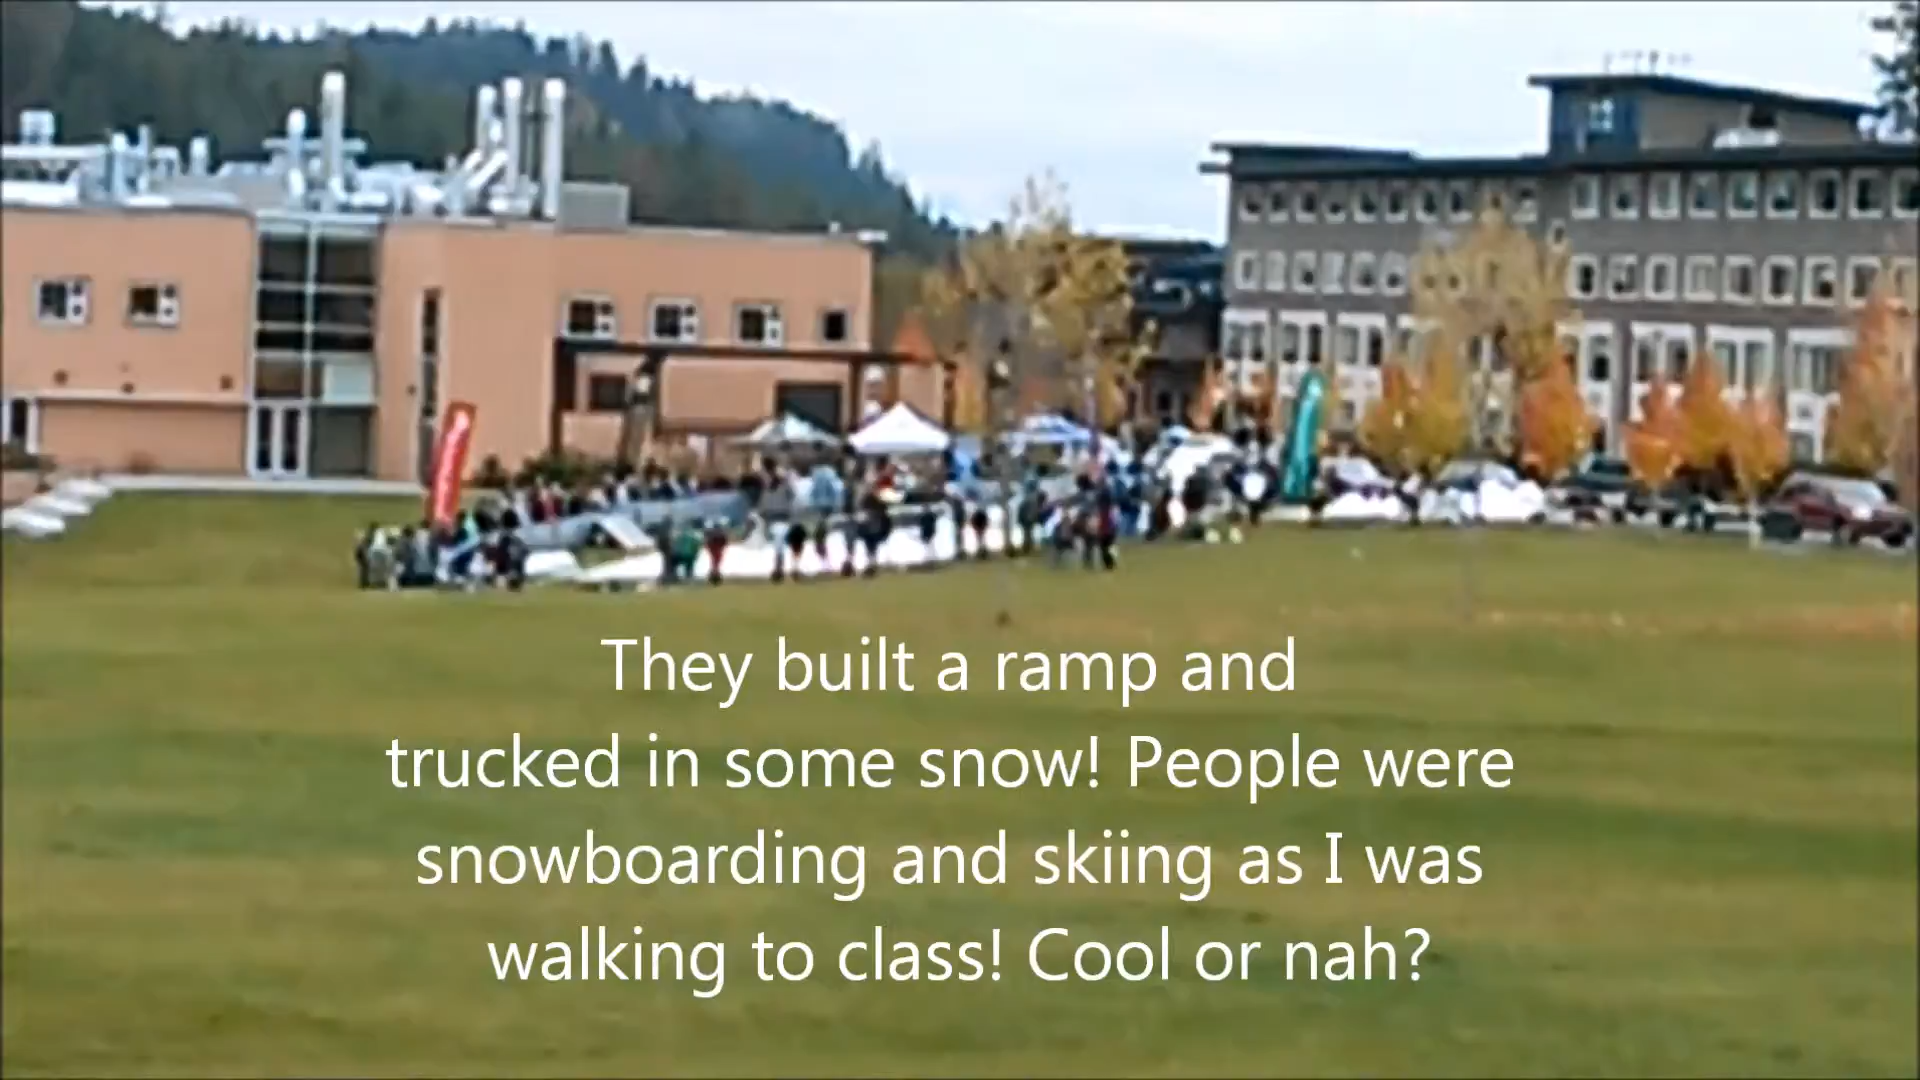 They built a ramp and
trucked in some snow! People were
snowboarding and skiing as I was
walking to class! Cool or nah?